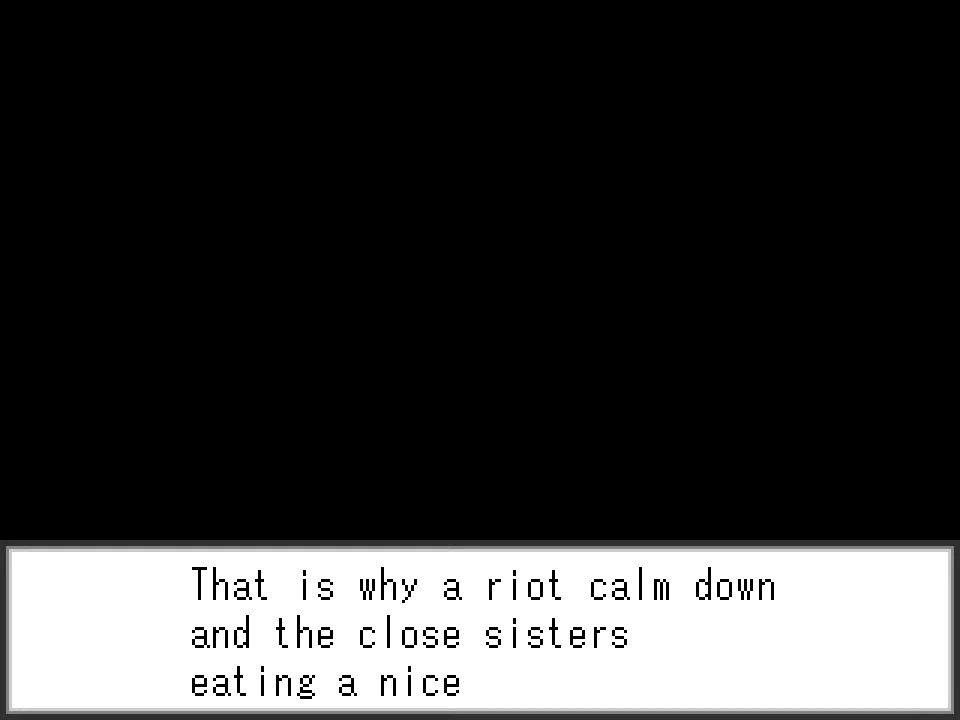 That is why a riot calm down
and the close sisters
eating a nice